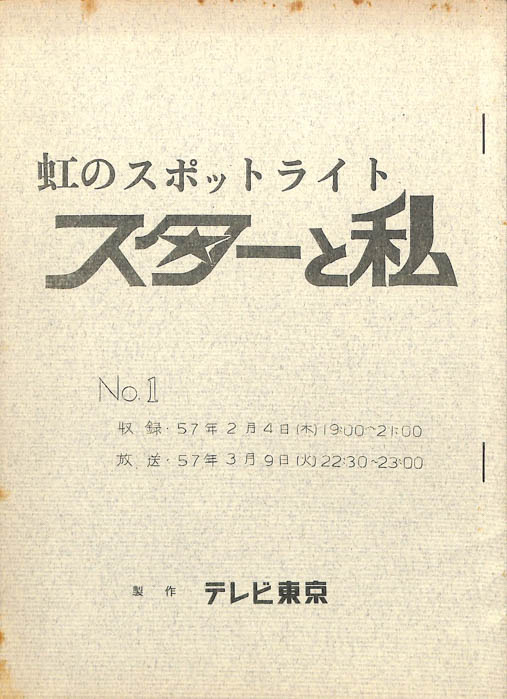 虹のスポットライト
スターと私
No.1
収録・57年2月4日(木)19:00~21:00
放送・57年3月9日(火)22:30~23:00
製作 テレビ東京